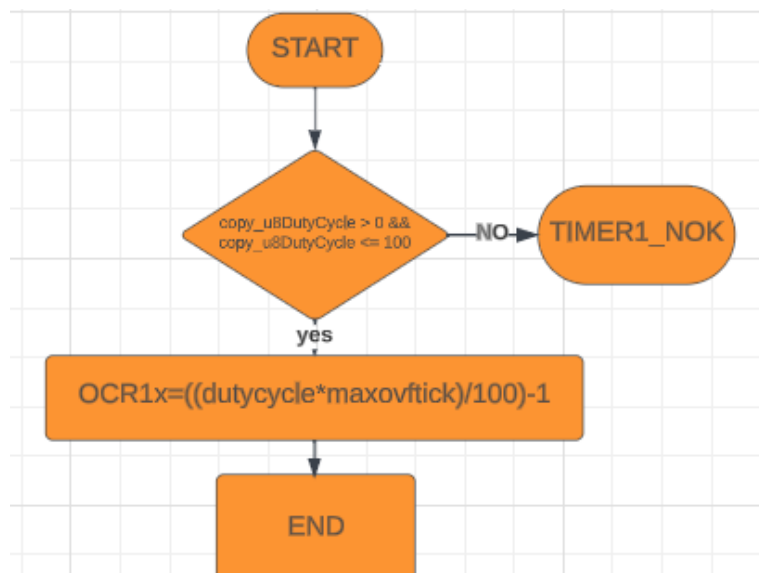 START
copy_u8DutyCycle > 0 &&
copy_u8DutyCycle <= 100
NO
TIMER1_NOK
yes
OCR1x=((dutycycle*maxovftick)/100)-1
END